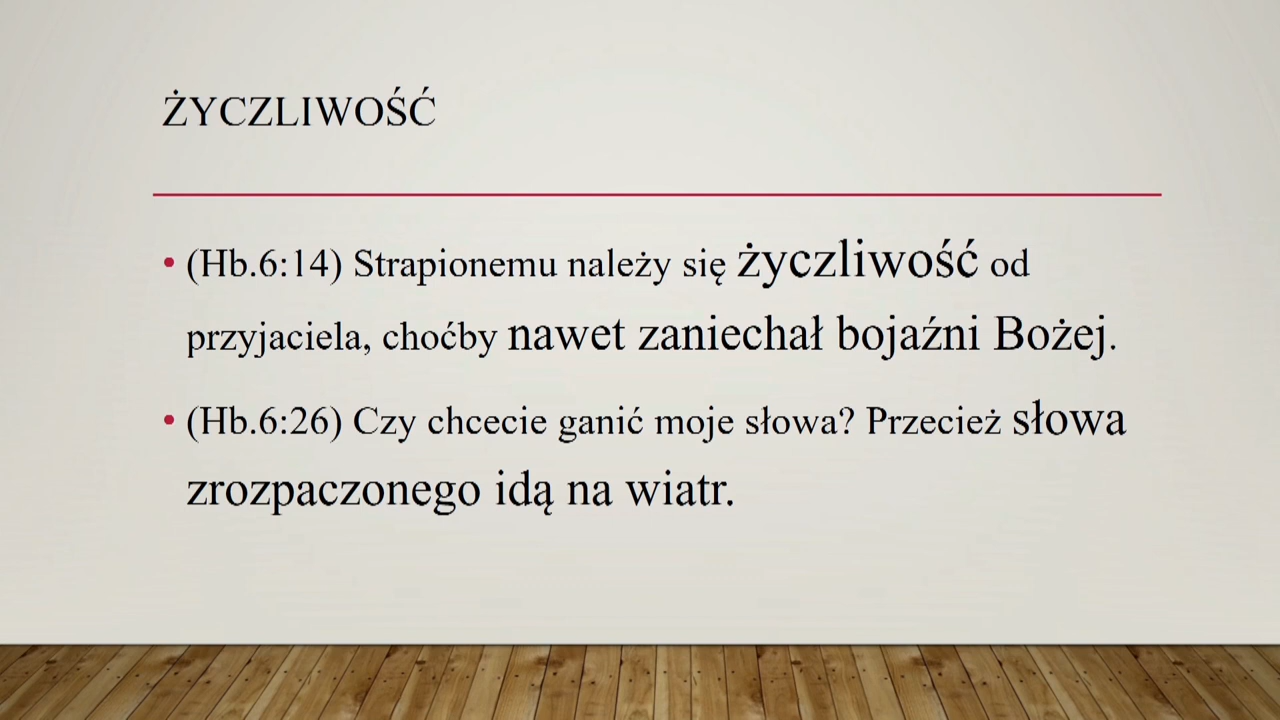 ŻYCZLIWOŚĆ
• (Hb.6:14) Strapionemu należy się życzliwość od
przyjaciela, choćby nawet zaniechał bojaźni Bożej.
• (Hb.6:26) Czy chcecie ganić moje słowa? Przecież słowa
zrozpaczonego idą na wiatr.